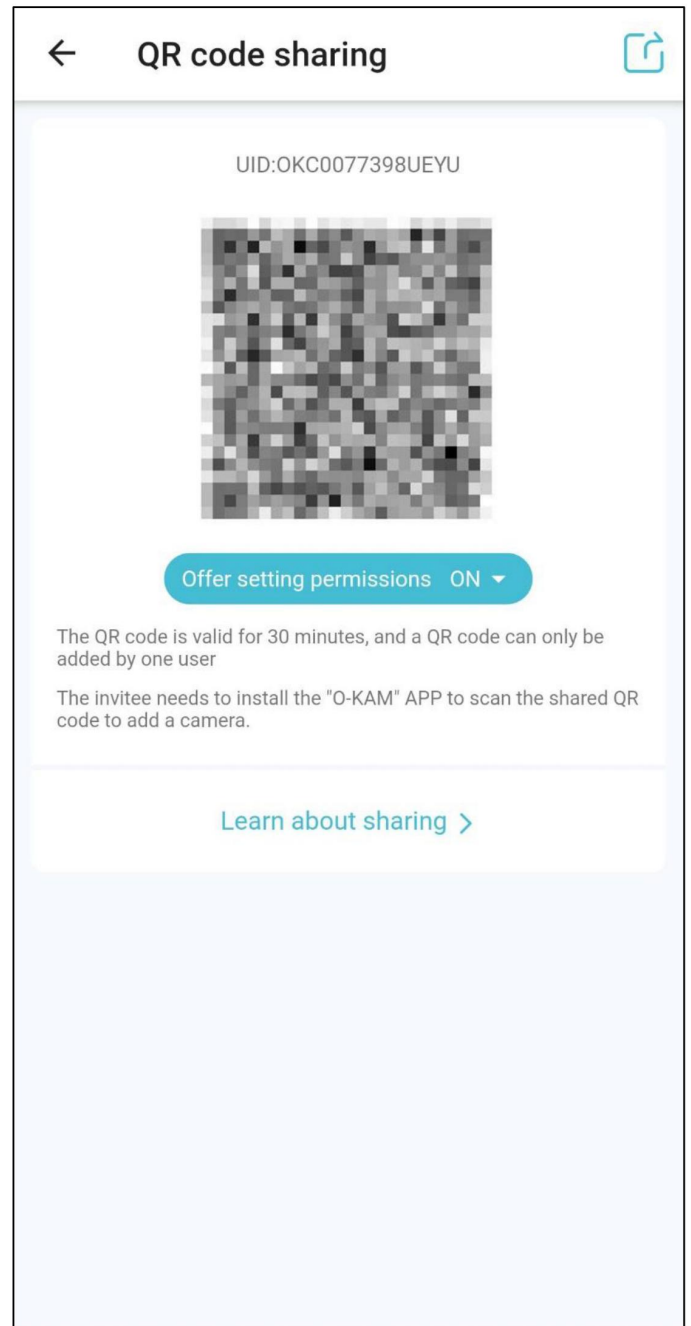 QR code sharing
UID:OKC0077398UEYU
Offer setting permissions ON
The QR code is valid for 30 minutes, and a QR code can only be
added by one user
The invitee needs to install the "O-KAM" APP to scan the shared QR
code to add a camera.
Learn about sharing